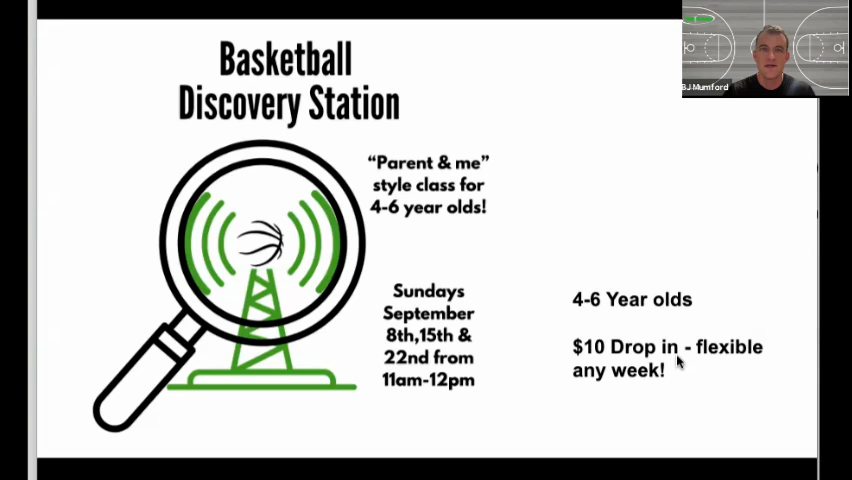 Basketball
Discovery Station
“Parent & me”
style class for
4-6 year olds!
Sundays
September
8th,15th &
22nd from
11am-12pm
4-6 Year olds
$10 Drop in - flexible
any week!
BJ Mumford